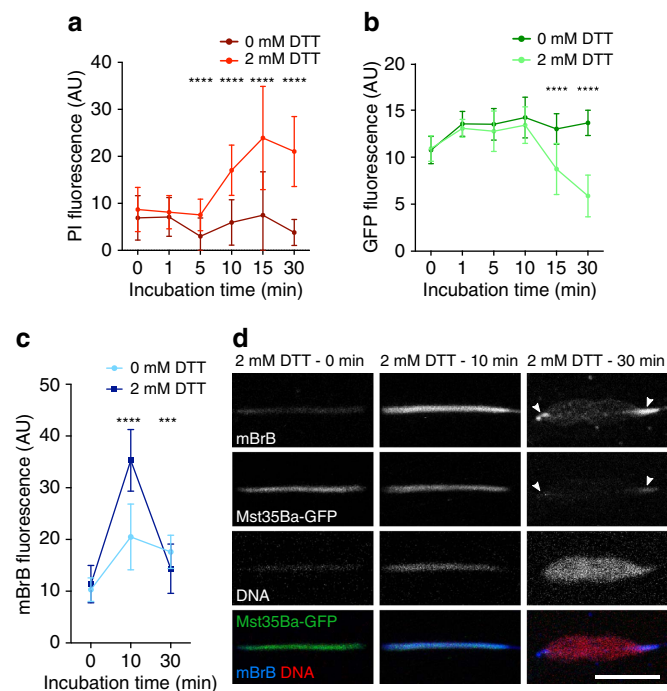 a
0 mM DTT
2 mM DTT
**** **** **** ****
PI fluorescence (AU)
60
40
20
0
0 1 5 10 15 30
Incubation time (min)
b
0 mM DTT
2 mM DTT
**** ****
GFP fluorescence (AU)
20
15
10
5
0
0 1 5 10 15 30
Incubation time (min)
c
0 mM DTT
2 mM DTT
**** ***
mBrB fluorescence (AU)
50
40
30
20
10
0
0 10 30
Incubation time (min)
d
2 mM DTT - 0 min 2 mM DTT - 10 min 2 mM DTT - 30 min
mBrB
Mst35Ba-GFP
DNA
Mst35Ba-GFP
mBrB DNA